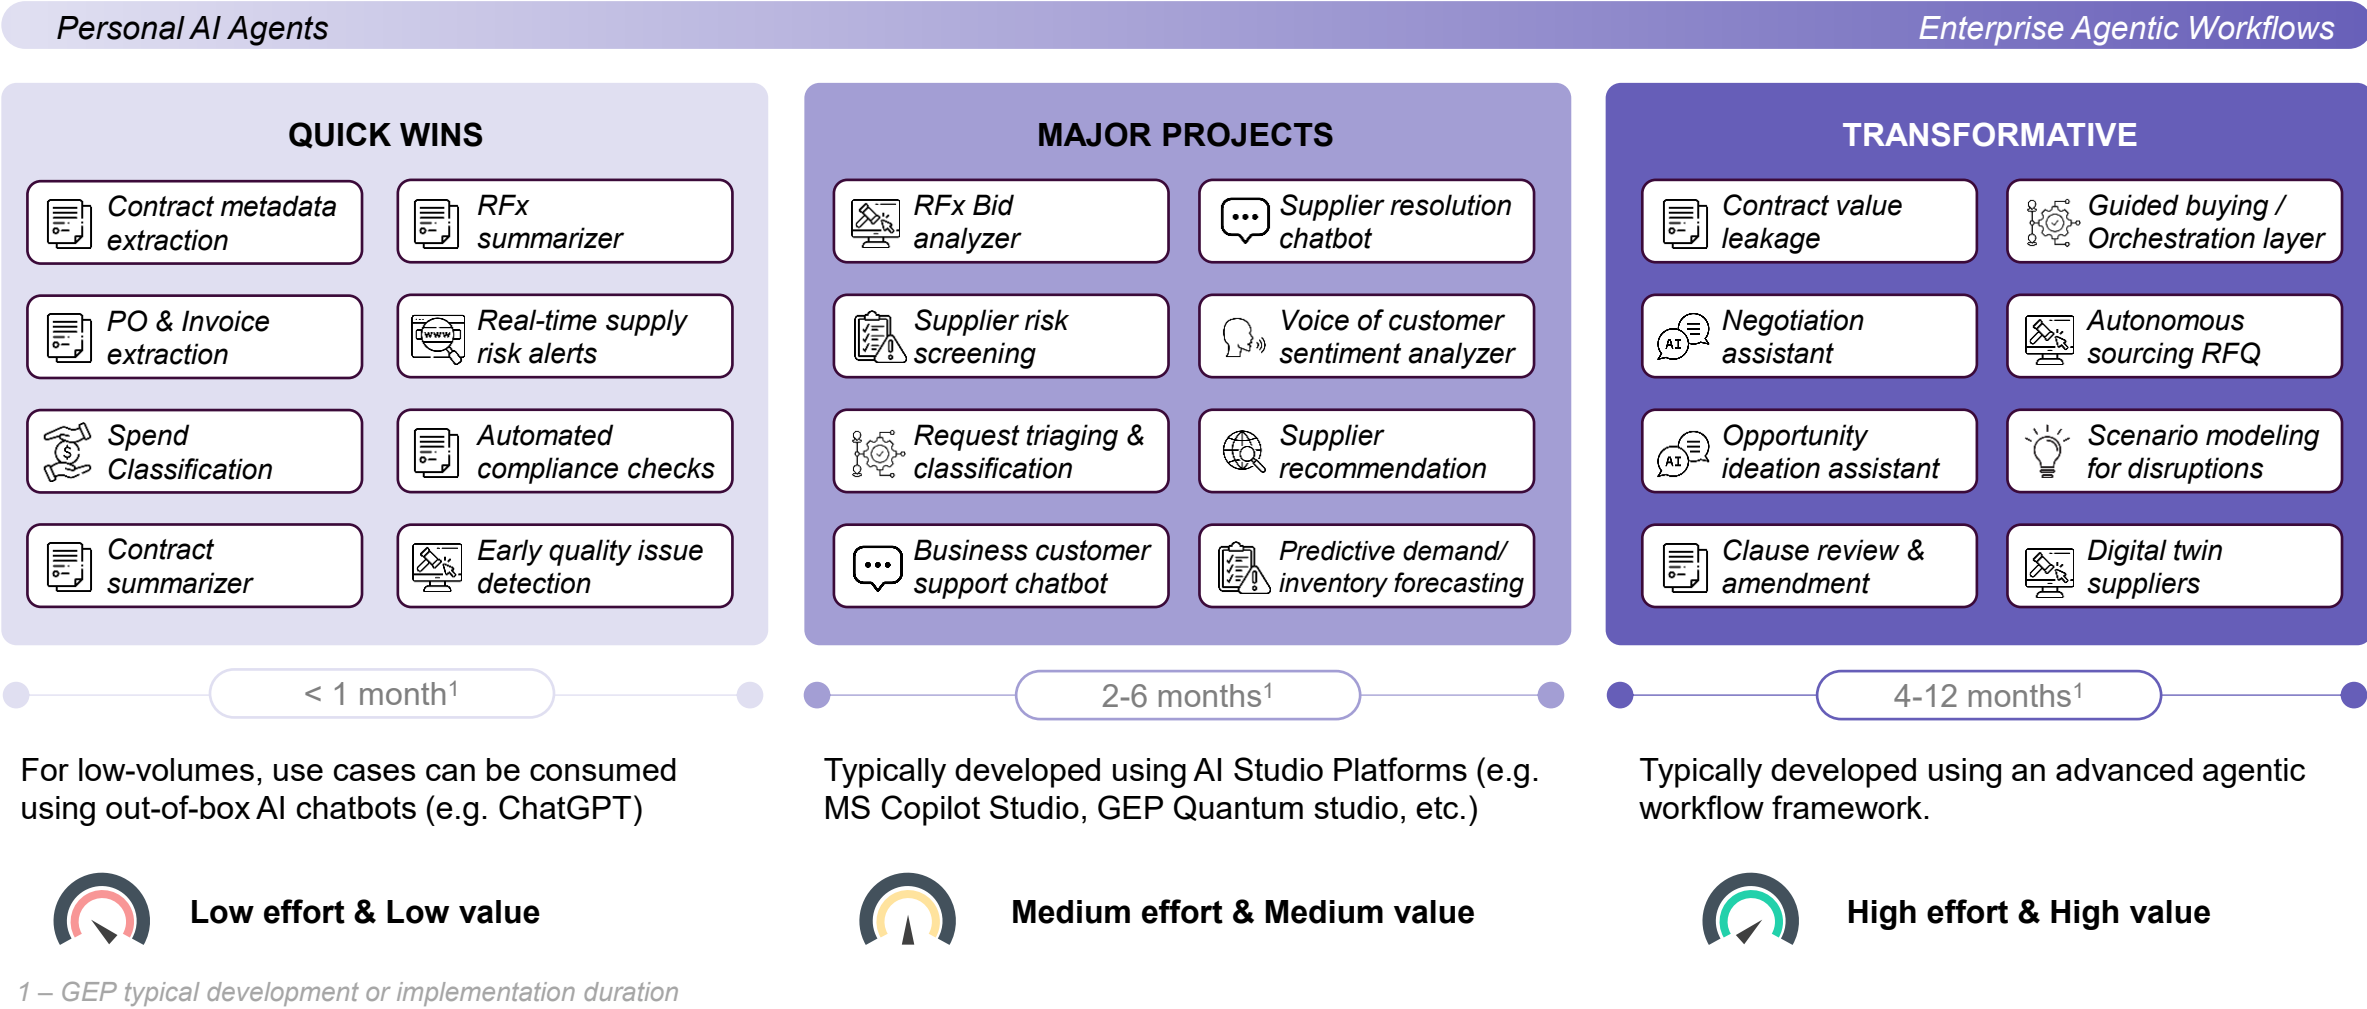 Personal AI Agents
Enterprise Agentic Workflows
QUICK WINS
Contract metadata
extraction
RFx
summarizer
PO & Invoice
extraction
Real-time supply
risk alerts
Spend
Classification
Automated
compliance checks
Contract
summarizer
Early quality issue
detection
MAJOR PROJECTS
RFx Bid
analyzer
Supplier resolution
chatbot
Supplier risk
screening
Voice of customer
sentiment analyzer
Request triaging &
classification
Supplier
recommendation
Business customer
support chatbot
Predictive demand/
inventory forecasting
TRANSFORMATIVE
Contract value
leakage
Guided buying /
Orchestration layer
AI
Negotiation
assistant
Autonomous
sourcing RFQ
AI
Opportunity
ideation assistant
Scenario modeling
for disruptions
Clause review &
amendment
Digital twin
suppliers
< 1 month¹
2-6 months¹
4-12 months¹
For low-volumes, use cases can be consumed
using out-of-box AI chatbots (e.g. ChatGPT)
Typically developed using AI Studio Platforms (e.g.
MS Copilot Studio, GEP Quantum studio, etc.)
Typically developed using an advanced agentic
workflow framework.
Low effort & Low value
Medium effort & Medium value
High effort & High value
1 – GEP typical development or implementation duration